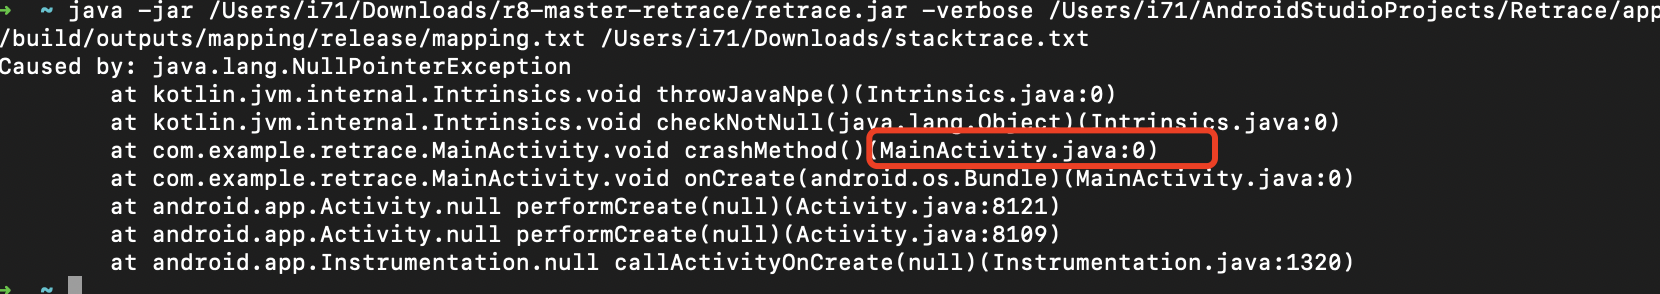 ➜  ~ java -jar /Users/i71/Downloads/r8-master-retrace/retrace.jar -verbose /Users/i71/AndroidStudioProjects/Retrace/app
/build/outputs/mapping/release/mapping.txt /Users/i71/Downloads/stacktrace.txt
Caused by: java.lang.NullPointerException
        at kotlin.jvm.internal.Intrinsics.void throwJavaNpe()(Intrinsics.java:0)
        at kotlin.jvm.internal.Intrinsics.void checkNotNull(java.lang.Object)(Intrinsics.java:0)
        at com.example.retrace.MainActivity.void crashMethod()(MainActivity.java:0)
        at com.example.retrace.MainActivity.void onCreate(android.os.Bundle)(MainActivity.java:0)
        at android.app.Activity.null performCreate(null)(Activity.java:8121)
        at android.app.Activity.null performCreate(null)(Activity.java:8109)
        at android.app.Instrumentation.null callActivityOnCreate(null)(Instrumentation.java:1320)
➜  ~